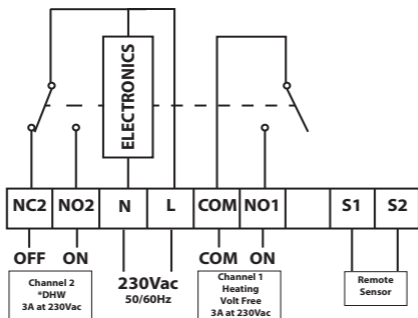 ELECTRONICS
NC2 NO2 N L COM NO1 S1 S2
OFF ON 230Vac 50/60Hz COM ON
Channel 2
*DHW
3A at 230Vac
Channel 1
Heating
Volt Free
3A at 230Vac
Remote
Sensor